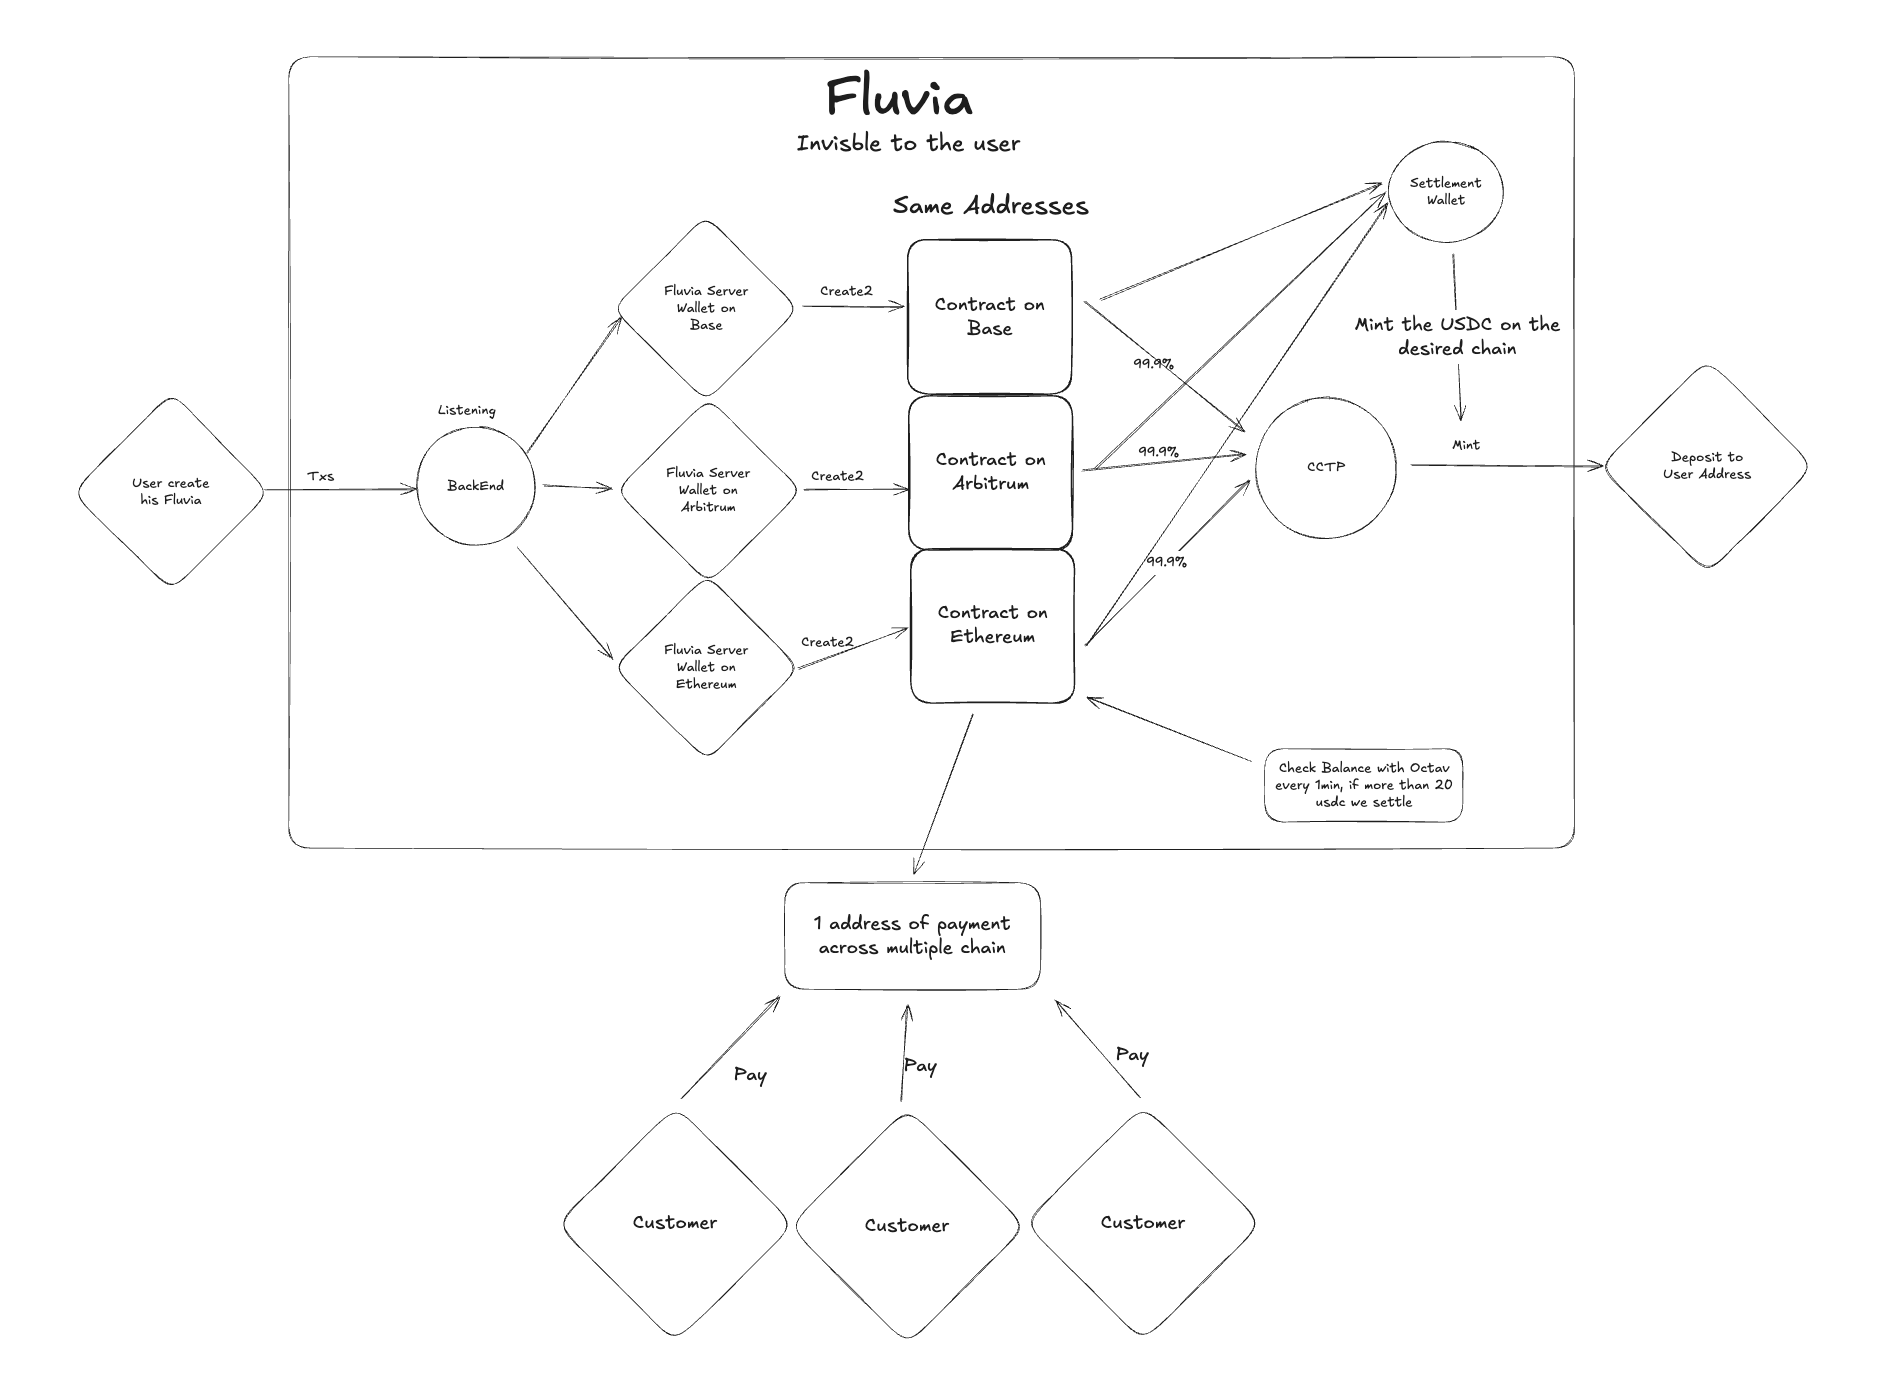 Fluvia
Invisble to the user
Same Addresses
Settlement
Wallet
Fluvia Server
Wallet on
Base
Create2
Contract on
Base
Mint the USDC on the
desired chain
99.9%
Listening
User create
his Fluvia
Txs
BackEnd
Fluvia Server
Wallet on
Arbitrum
Create2
Contract on
Arbitrum
99.9%
CCTP
Mint
Deposit to
User Address
99.9%
Fluvia Server
Wallet on
Ethereum
Create2
Contract on
Ethereum
Check Balance with Octav
every 1min, if more than 20
usdc we settle
1 address of payment
across multiple chain
Pay
Pay
Pay
Customer
Customer
Customer